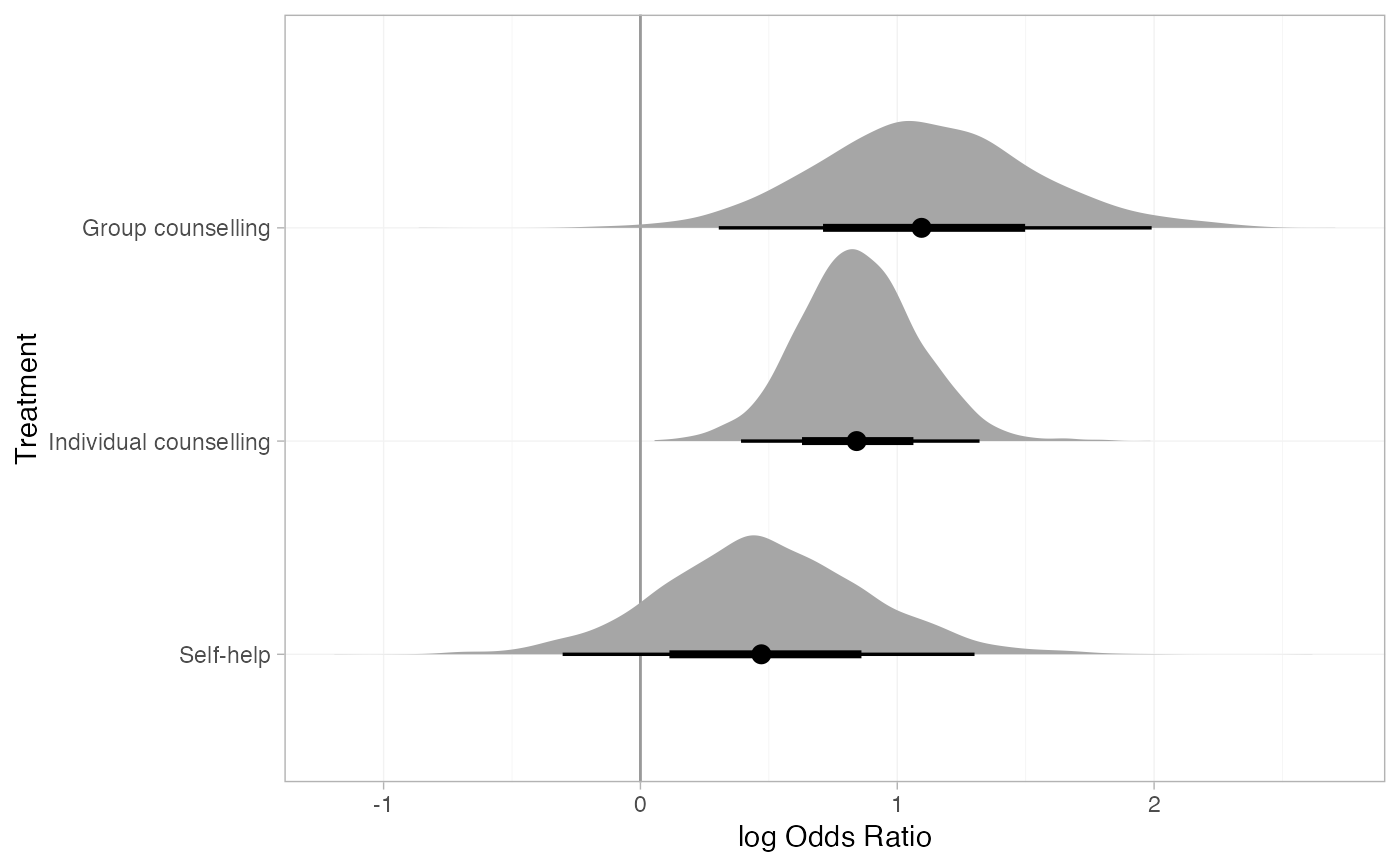 Treatment
Group counselling
Individual counselling
Self-help
-1 0 1 2
log Odds Ratio